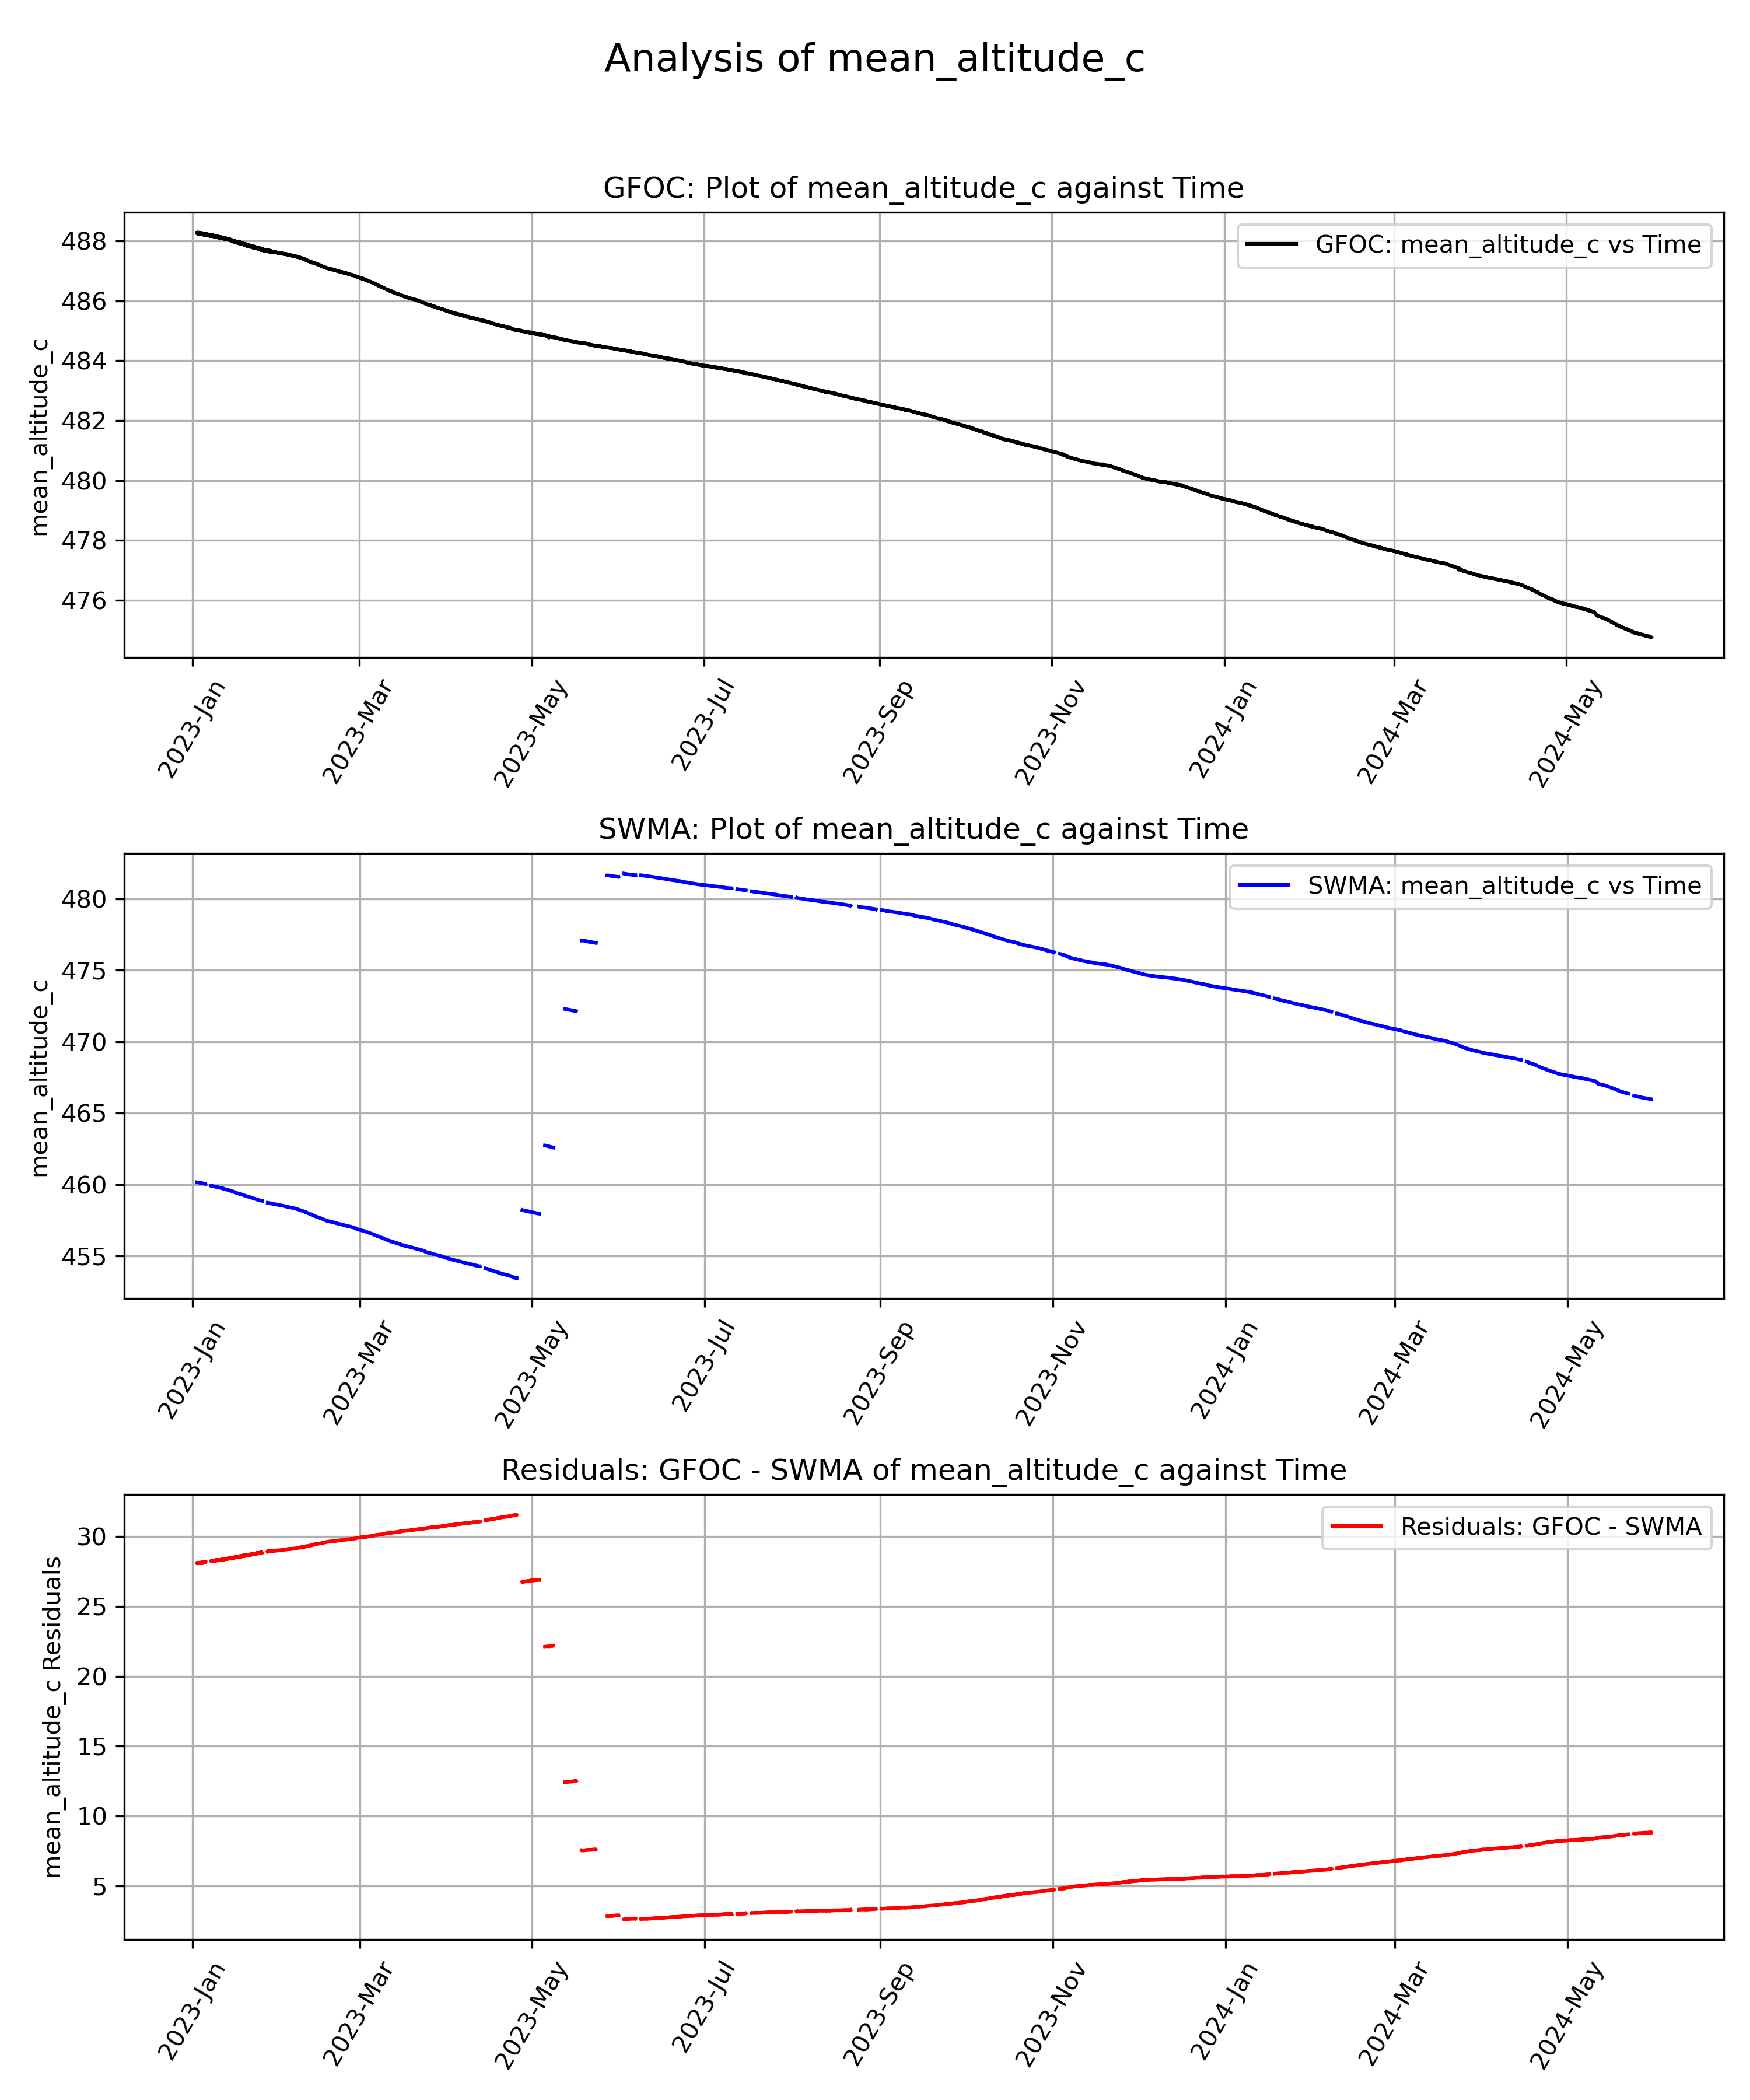 Analysis of mean_altitude_c
GFOC: Plot of mean_altitude_c against Time
GFOC: mean_altitude_c vs Time
mean_altitude_c
488
486
484
482
480
478
476
2023-Jan
2023-Mar
2023-May
2023-Jul
2023-Sep
2023-Nov
2024-Jan
2024-Mar
2024-May
SWMA: Plot of mean_altitude_c against Time
SWMA: mean_altitude_c vs Time
mean_altitude_c
480
475
470
465
460
455
2023-Jan
2023-Mar
2023-May
2023-Jul
2023-Sep
2023-Nov
2024-Jan
2024-Mar
2024-May
Residuals: GFOC - SWMA of mean_altitude_c against Time
Residuals: GFOC - SWMA
mean_altitude_c Residuals
30
25
20
15
10
5
2023-Jan
2023-Mar
2023-May
2023-Jul
2023-Sep
2023-Nov
2024-Jan
2024-Mar
2024-May